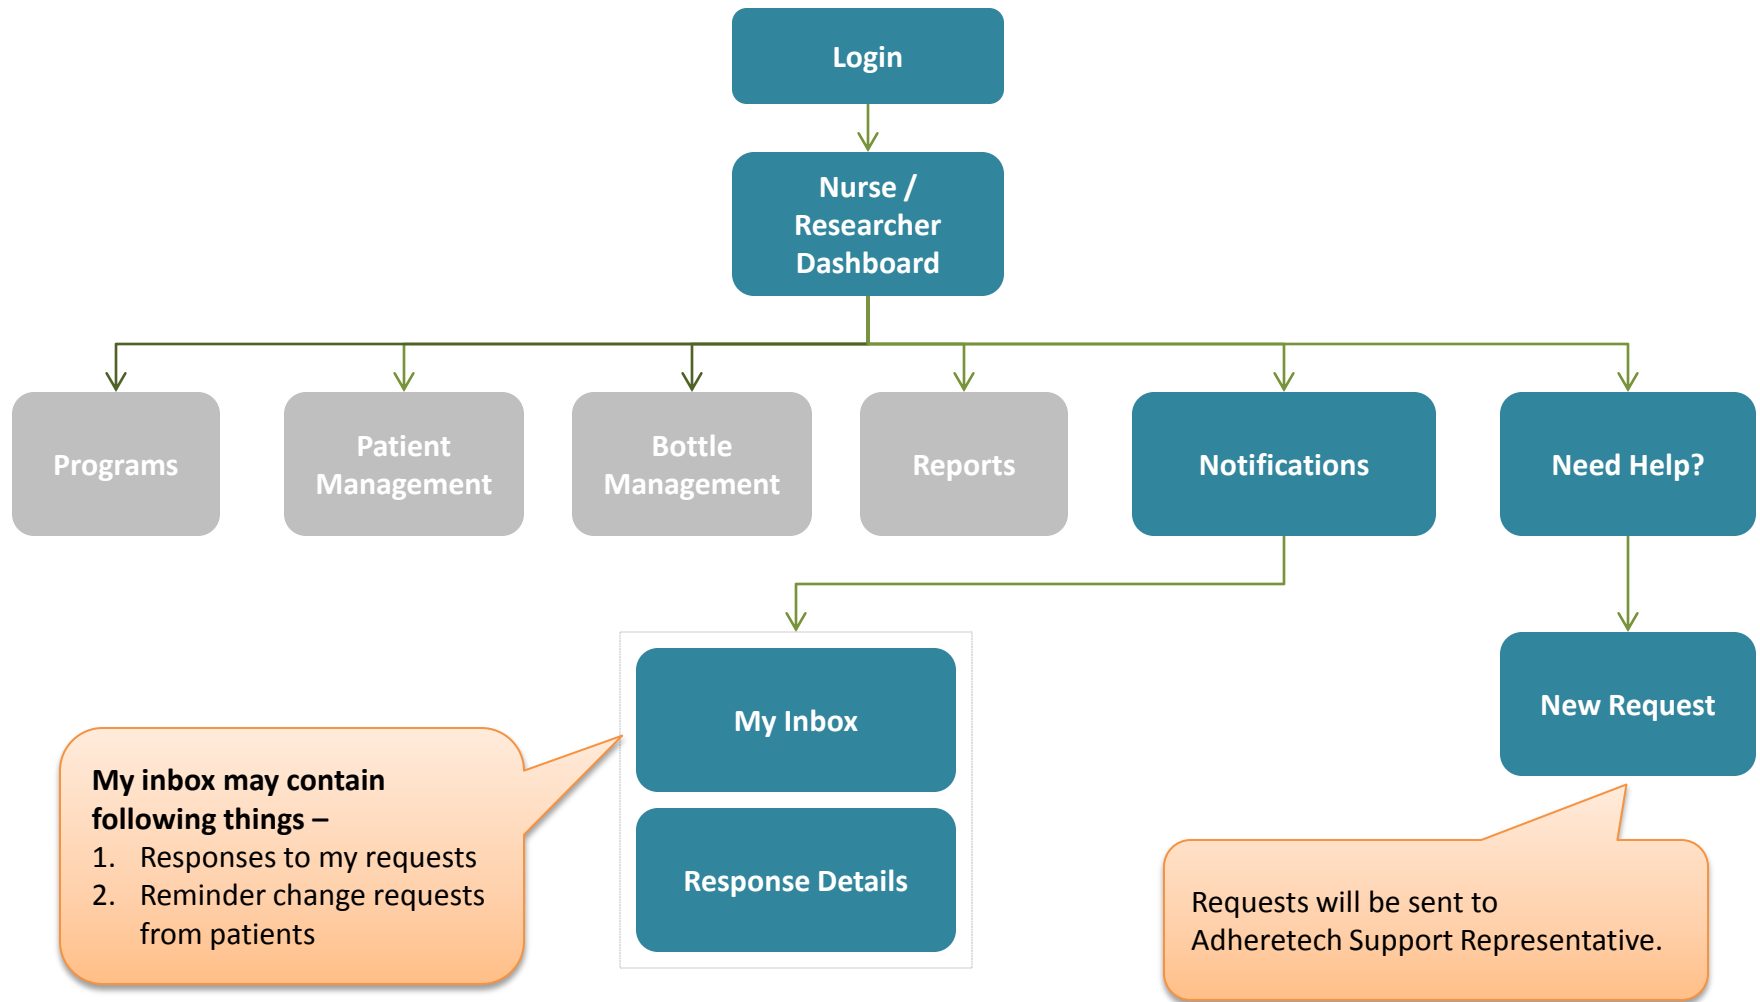 Login
Nurse /
Researcher
Dashboard
Programs
Patient
Management
Bottle
Management
Reports
Notifications
Need Help?
My Inbox
Response Details
New Request
My inbox may contain
following things –
1. Responses to my requests
2. Reminder change requests
from patients
Requests will be sent to
Adheretech Support Representative.